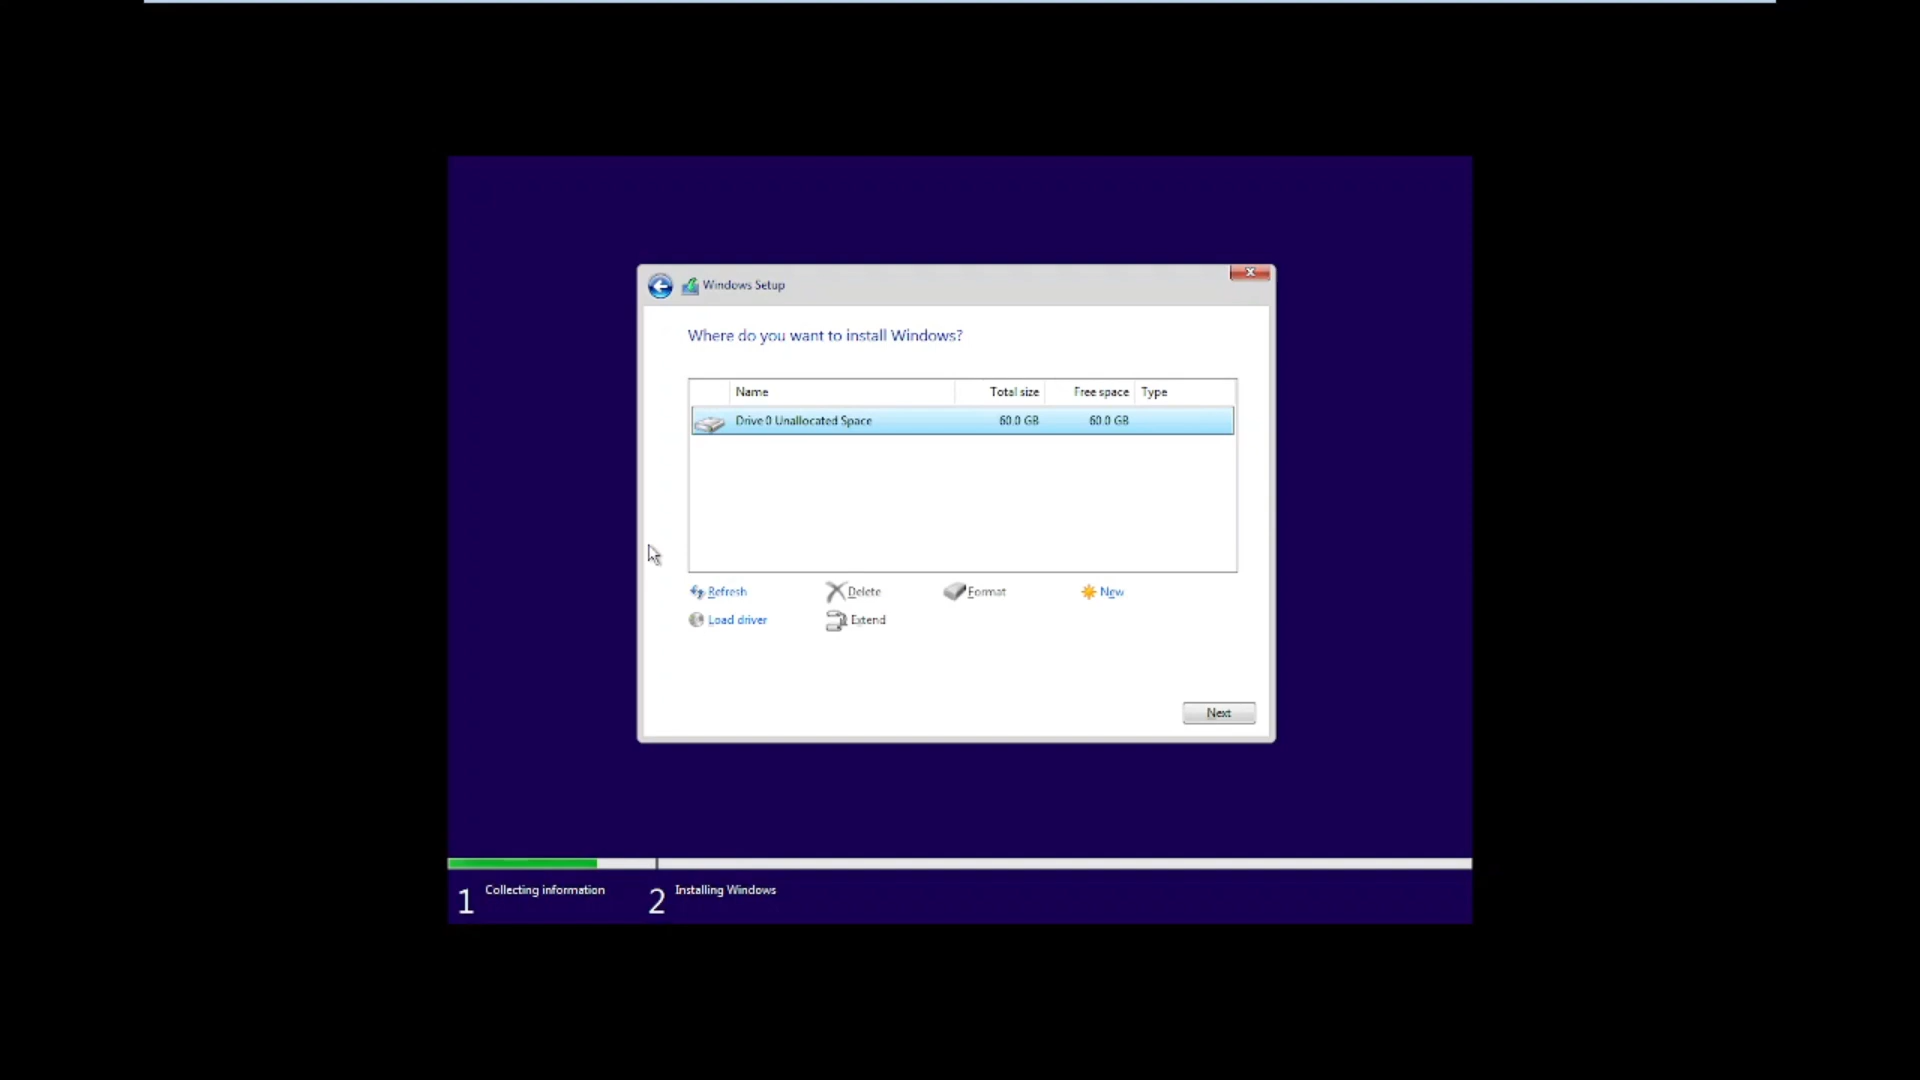 Windows Setup
Where do you want to install Windows?
Name Total size Free space Type
Drive 0 Unallocated Space 60.0 GB 60.0 GB
Refresh Delete Format New
Load driver Extend
Next
1 Collecting information 2 Installing Windows